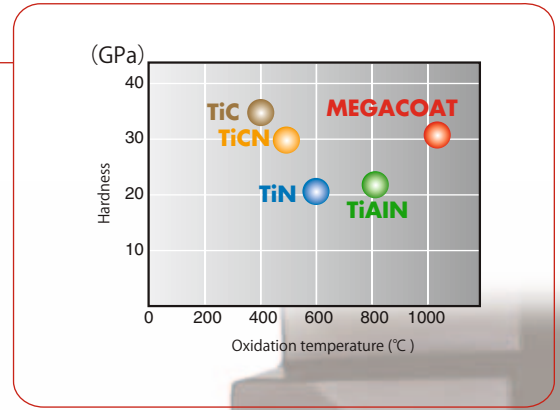 （GPa）
40
30
20
10
Hardness
TiC
TiCN
MEGACOAT
TiN
TiAlN
0 200 400 600 800 1000
Oxidation temperature (℃ )